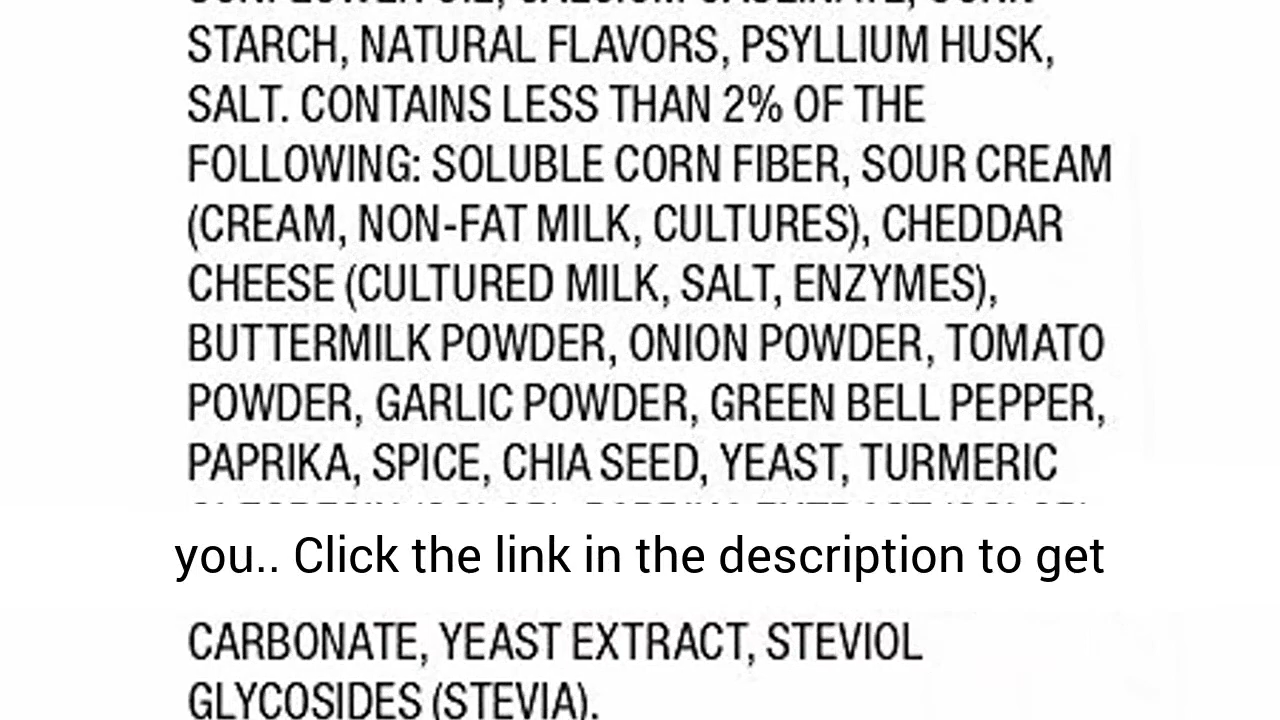 STARCH, NATURAL FLAVORS, PSYLLIUM HUSK,
SALT. CONTAINS LESS THAN 2% OF THE
FOLLOWING: SOLUBLE CORN FIBER, SOUR CREAM
(CREAM, NON-FAT MILK, CULTURES), CHEDDAR
CHEESE (CULTURED MILK, SALT, ENZYMES),
BUTTERMILK POWDER, ONION POWDER, TOMATO
POWDER, GARLIC POWDER, GREEN BELL PEPPER,
PAPRIKA, SPICE, CHIA SEED, YEAST, TURMERIC
you.. Click the link in the description to get
CARBONATE, YEAST EXTRACT, STEVIOL
GLYCOSIDES (STEVIA).